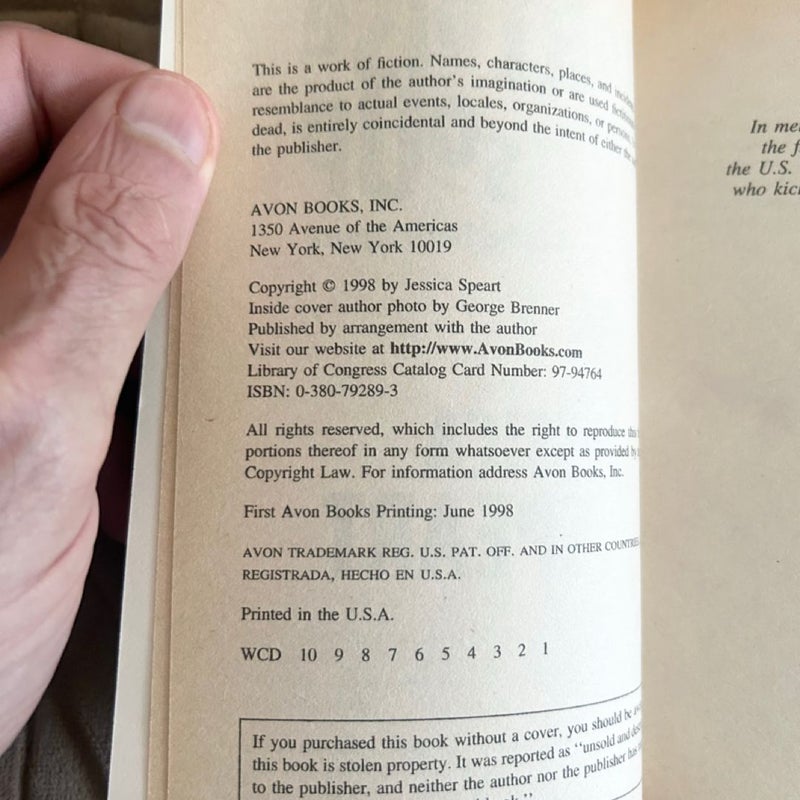 This is a work of fiction. Names, characters, places, and
are the product of the author's imagination or are used
resemblance to actual events, locales, organizations, or
dead, is entirely coincidental and beyond the intent of either the
the publisher.
AVON BOOKS, INC.
1350 Avenue of the Americas
New York, New York 10019
Copyright © 1998 by Jessica Speart
Inside cover author photo by George Brenner
Published by arrangement with the author
Visit our website at http://www.AvonBooks.com
Library of Congress Catalog Card Number: 97-94764
ISBN: 0-380-79289-3
All rights reserved, which includes the right to reproduce
portions thereof in any form whatsoever except as provided by
Copyright Law. For information address Avon Books, Inc.
First Avon Books Printing: June 1998
AVON TRADEMARK REG. U.S. PAT. OFF. AND IN OTHER COUNTRIES
REGISTRADA, HECHO EN U.S.A.
Printed in the U.S.A.
WCD 10 9 8 7 6 5 4 3 2 1
If you purchased this book without a cover, you should be
this book is stolen property. It was reported as "unsold and
to the publisher, and neither the author nor the publisher has
In
the
the U.S.
who